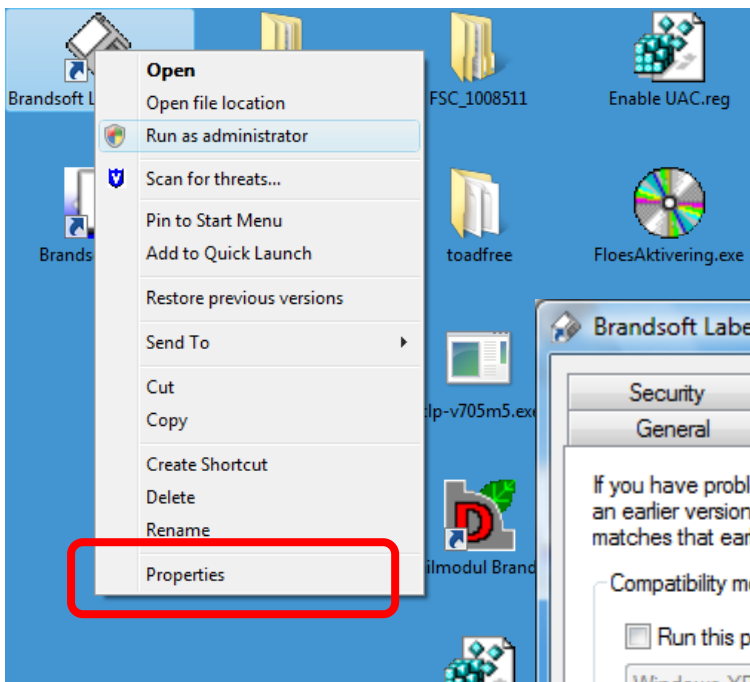 Brandsoft L
Open
Open file location
Run as administrator
Scan for threats...
Pin to Start Menu
Add to Quick Launch
Restore previous versions
Send To
Cut
Copy
Create Shortcut
Delete
Rename
Properties
FSC_1008511
Enable UAC.reg
Brands
toadfree
FloesAktivering.exe
lp-v705m5.exe
ilmodul Brand
D
Brandsoft Labe
Security
General
If you have probl
an earlier version
matches that ear
Compatibility m
Run this p
Windows XP